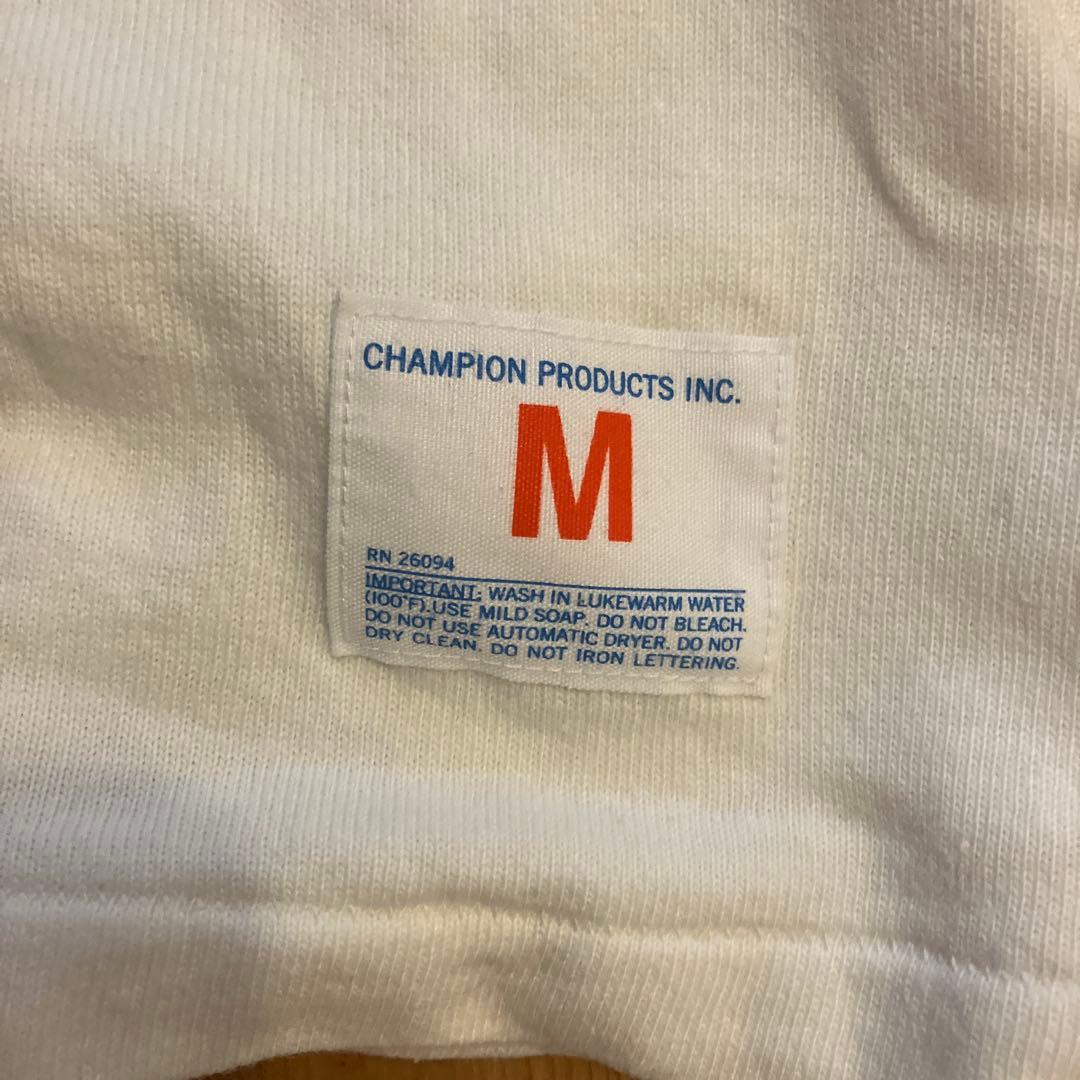 CHAMPION PRODUCTS INC.
M
RN 26094
IMPORTANT: WASH IN LUKEWARM WATER
(100°F). USE MILD SOAP. DO NOT BLEACH.
DO NOT USE AUTOMATIC DRYER. DO NOT
DRY CLEAN. DO NOT IRON LETTERING.